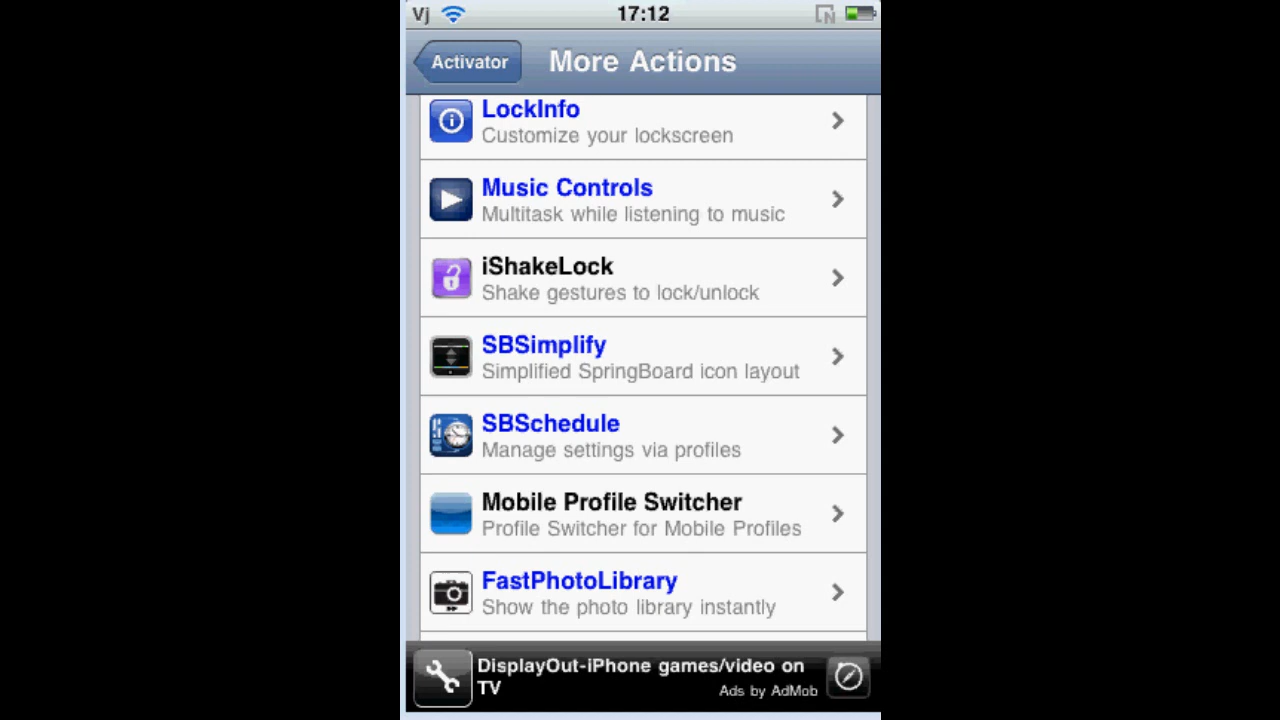 Vj 17:12
Activator More Actions
LockInfo
Customize your lockscreen
Music Controls
Multitask while listening to music
iShakeLock
Shake gestures to lock/unlock
SBSimplify
Simplified SpringBoard icon layout
SBSchedule
Manage settings via profiles
Mobile Profile Switcher
Profile Switcher for Mobile Profiles
FastPhotoLibrary
Show the photo library instantly
DisplayOut-iPhone games/video on
TV
Ads by AdMob